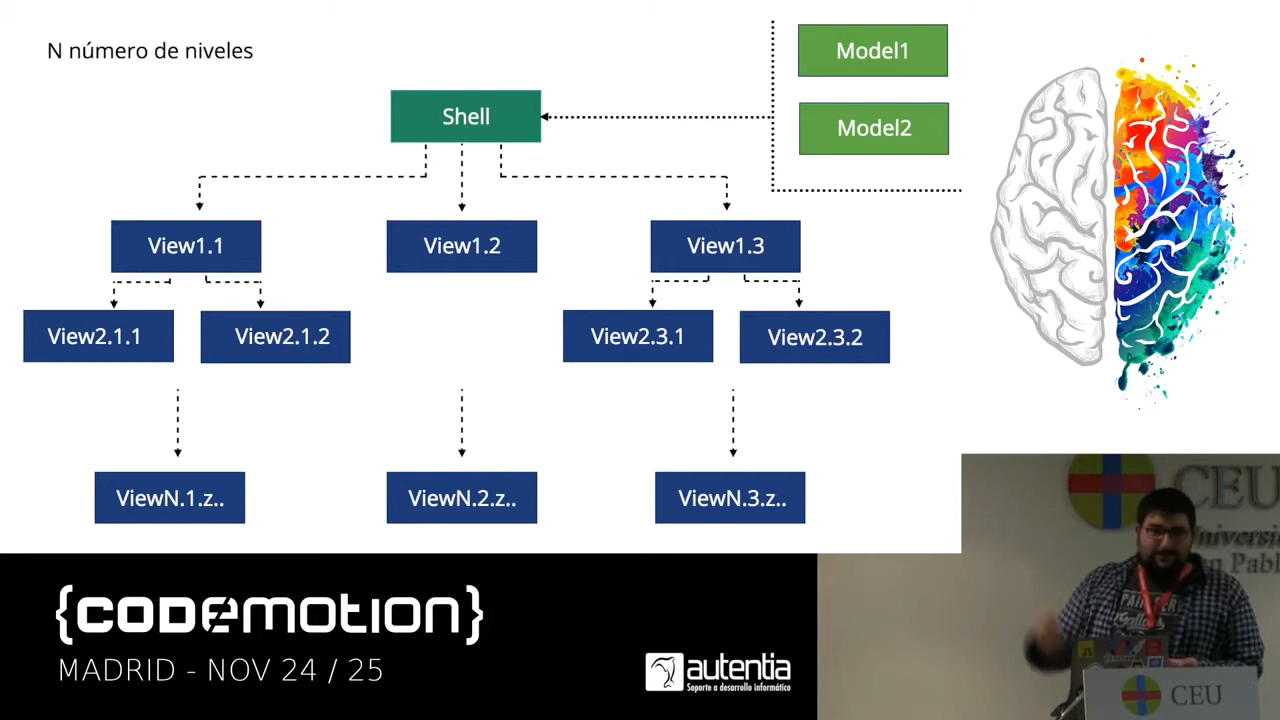 N número de niveles
Model1
Shell
Model2
View1.1
View1.2
View1.3
View2.1.1
View2.1.2
View2.3.1
View2.3.2
ViewN.1.z..
ViewN.2.z..
ViewN.3.z..
CEU
{CODEMOTION}
MADRID - NOV 24 / 25
autentia
Soporte a desarrollo informático
JS
CEU